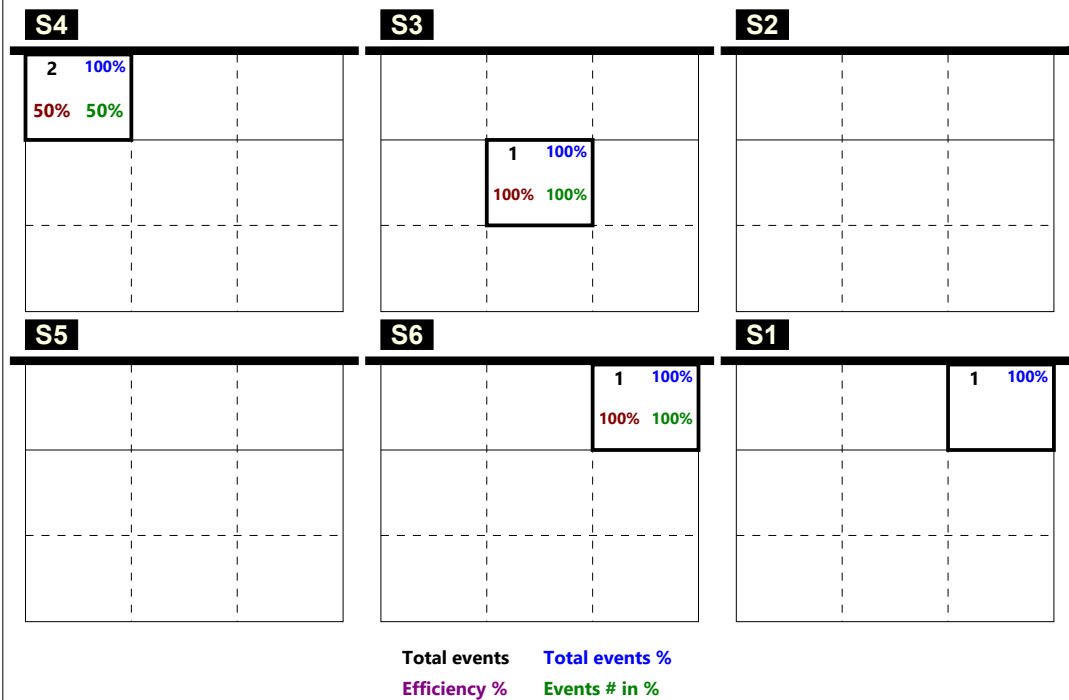 S4 S3 S2
2 100%
50% 50%
1 100%
100% 100%
S5 S6 S1
1 100% 1 100%
100% 100%
Total events Total events %
Efficiency % Events # in %